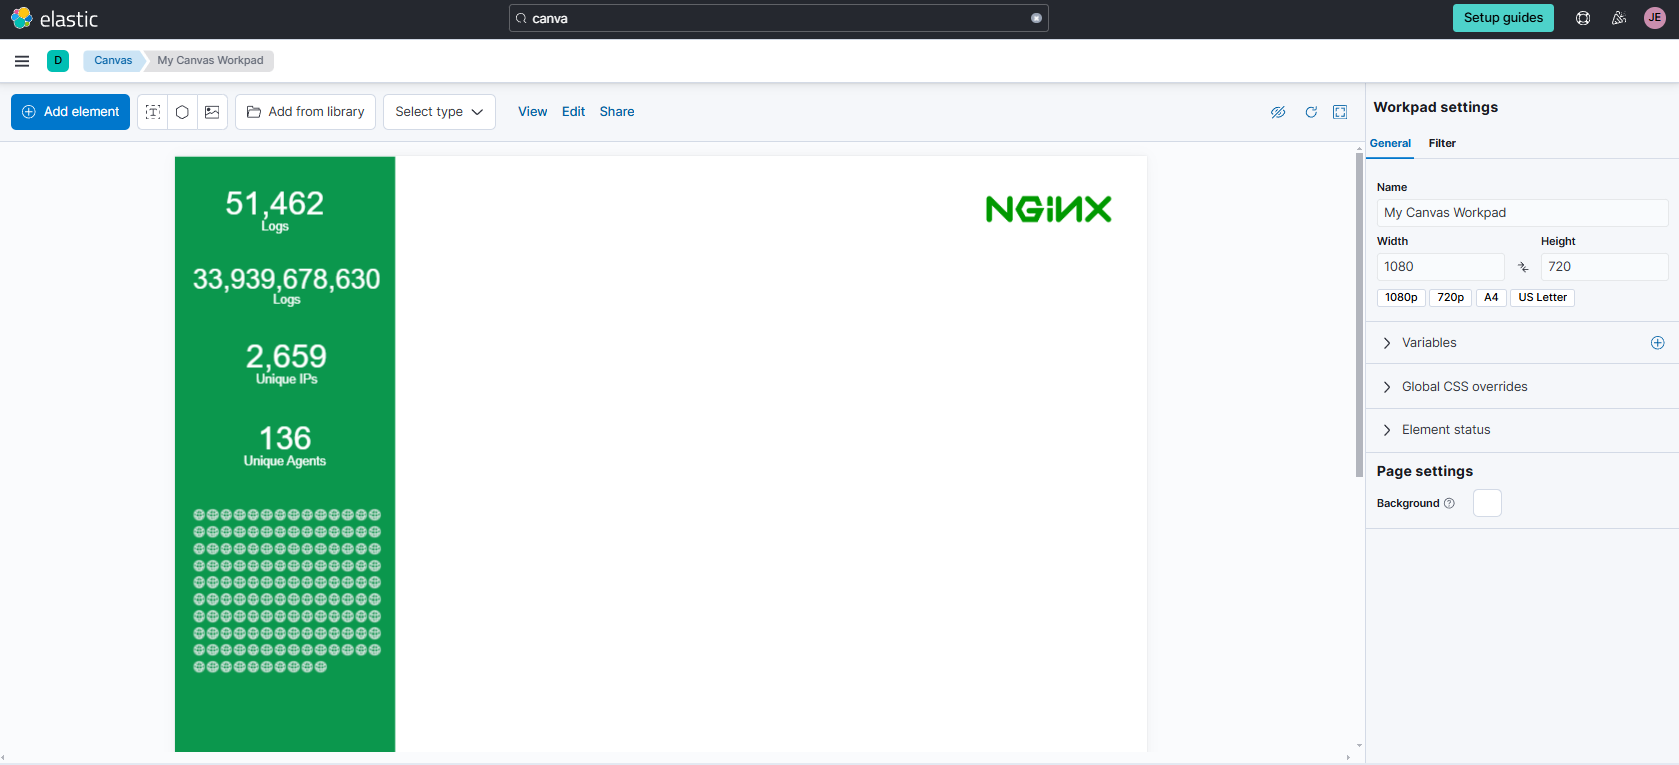 elastic
canva
Setup guides
JE
D
Canvas
My Canvas Workpad
Add element
T
Add from library
Select type
View
Edit
Share
51,462
Logs
33,939,678,630
Logs
2,659
Unique IPs
136
Unique Agents
NGINX
Workpad settings
General
Filter
Name
My Canvas Workpad
Width
Height
1080
720
1080p
720p
A4
US Letter
Variables
Global CSS overrides
Element status
Page settings
Background